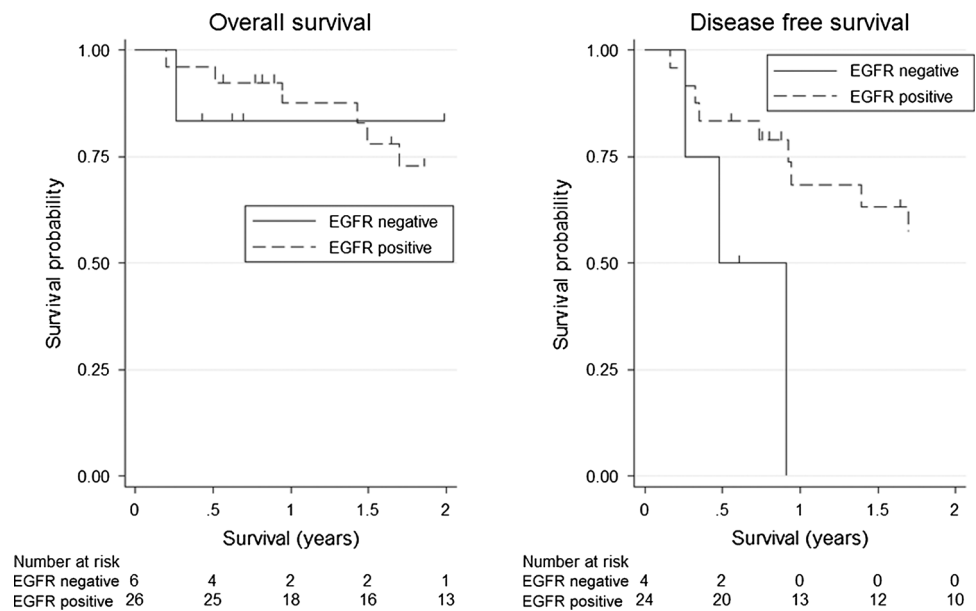 Overall survival
1.00
0.75
0.50
0.25
0.00
Survival probability
EGFR negative
EGFR positive
0 .5 1 1.5 2
Survival (years)
Number at risk
EGFR negative 6 4 2 2 1
EGFR positive 26 25 18 16 13
Disease free survival
1.00
0.75
0.50
0.25
0.00
Survival probability
EGFR negative
EGFR positive
0 .5 1 1.5 2
Survival (years)
Number at risk
EGFR negative 4 2 0 0 0
EGFR positive 24 20 13 12 10